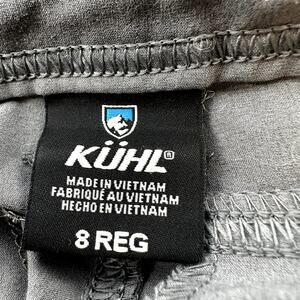 KÜHL®
MADE IN VIETNAM
FABRIQUÉ AU VIETNAM
HECHO EN VIETNAM
8 REG